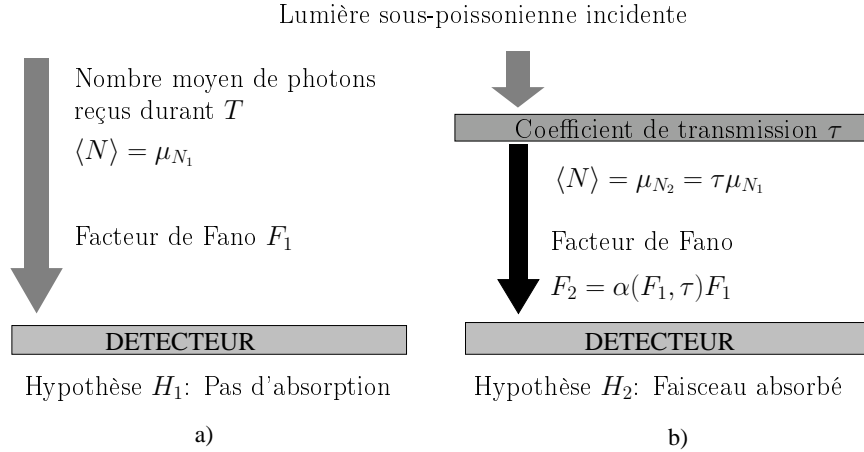 Lumière sous-poissonienne incidente
Nombre moyen de photons
reçus durant T
⟨N⟩ = μ_{N_1}
Facteur de Fano F_1
DETECTEUR
Hypothèse H_1: Pas d'absorption
a)
Coefficient de transmission τ
⟨N⟩ = μ_{N_2} = τμ_{N_1}
Facteur de Fano
F_2 = α(F_1, τ)F_1
DETECTEUR
Hypothèse H_2: Faisceau absorbé
b)